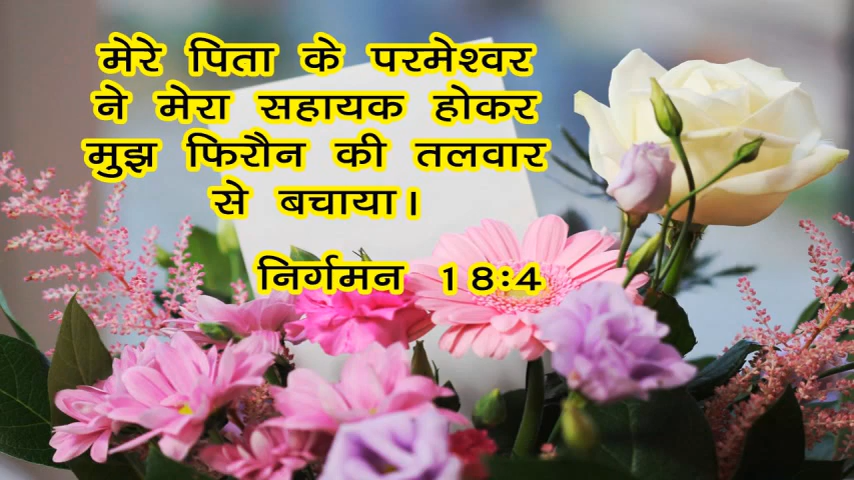 मेरे पिता के परमेश्वर
ने मेरा सहायक होकर
मुझ फिरौन की तलवार
से बचाया।
निर्गमन 18:4